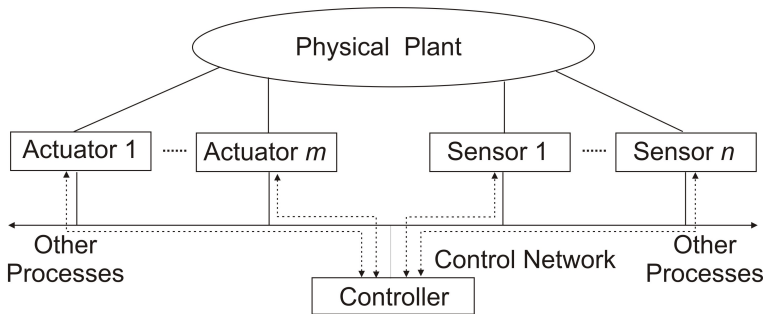 Physical Plant
Actuator 1 ...... Actuator m
Sensor 1 ...... Sensor n
Other
Processes
Control Network
Other
Processes
Controller